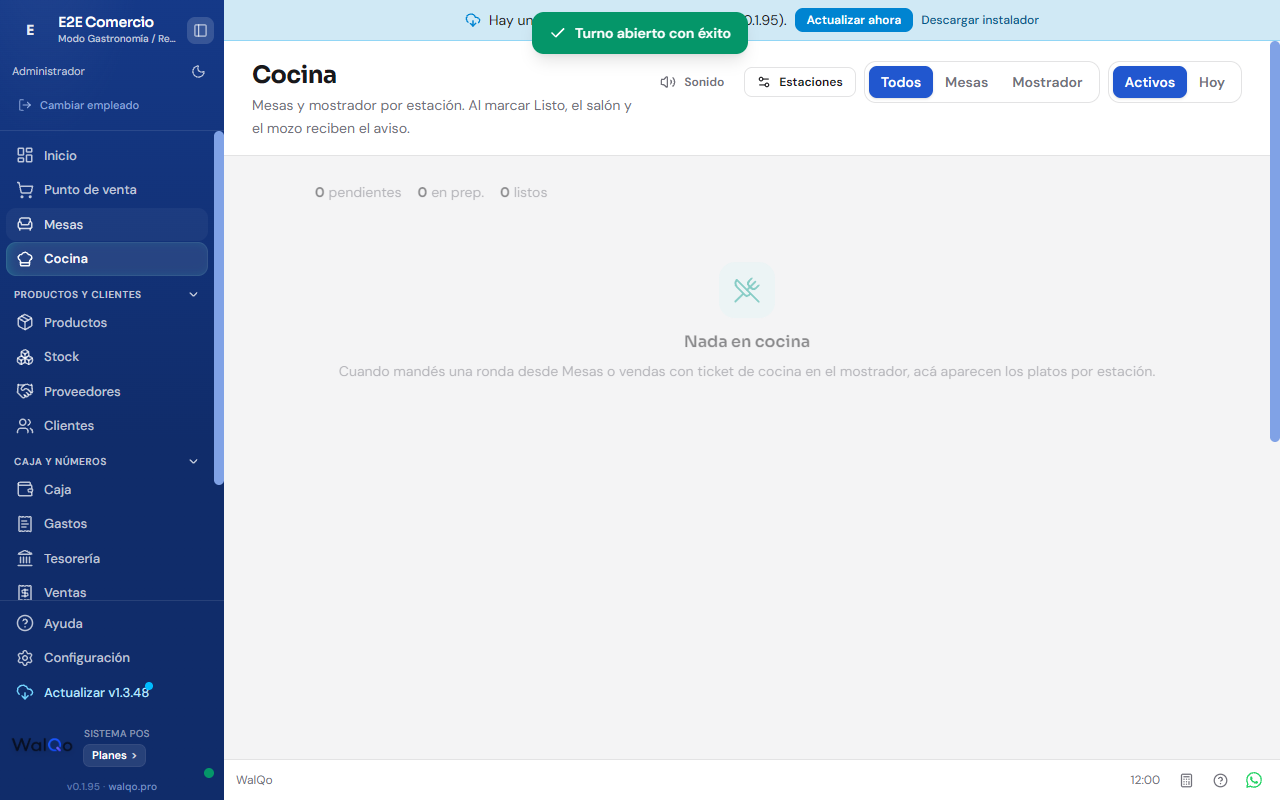 E
E2E Comercio
Modo Gastronomía / Re...
Administrador
Cambiar empleado
Inicio
Punto de venta
Mesas
Cocina
PRODUCTOS Y CLIENTES
Productos
Stock
Proveedores
Clientes
CAJA Y NÚMEROS
Caja
Gastos
Tesorería
Ventas
Ayuda
Configuración
Actualizar v1.3.48
WalQo
SISTEMA POS
Planes ›
v0.1.95 · walqo.pro
Hay
0.1.95).
Actualizar ahora
Descargar instalador
Turno abierto con éxito
Cocina
Mesas y mostrador por estación. Al marcar Listo, el salón y
el mozo reciben el aviso.
Sonido
Estaciones
Todos
Mesas
Mostrador
Activos
Hoy
0 pendientes
0 en prep.
0 listos
Nada en cocina
Cuando mandés una ronda desde Mesas o vendas con ticket de cocina en el mostrador, acá aparecen los platos por estación.
WalQo
12:00